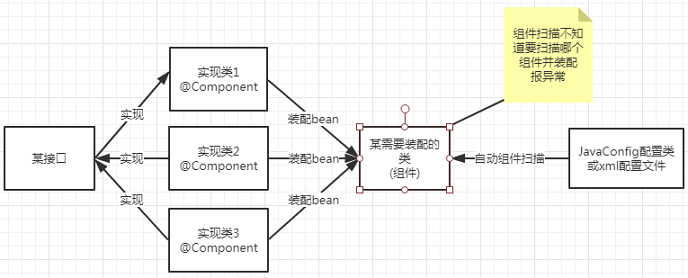 组件扫描不知
道要扫描哪个
组件并装配
报异常
实现类1
@Component
实现
装配bean
某接口
实现
实现类2
@Component
装配bean
某需要装配的
类
(组件)
自动组件扫描
JavaConfig配置类
或xml配置文件
实现
装配bean
实现类3
@Component